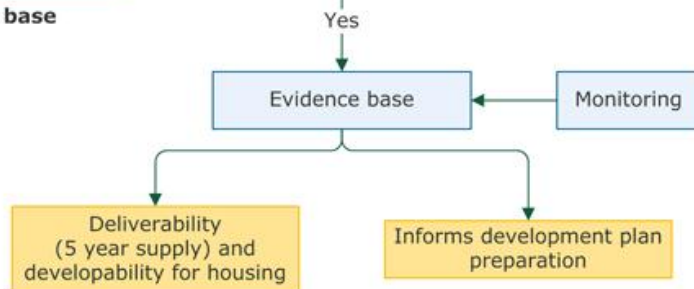 base
Yes
Evidence base
Monitoring
Deliverability
(5 year supply) and
developability for housing
Informs development plan
preparation